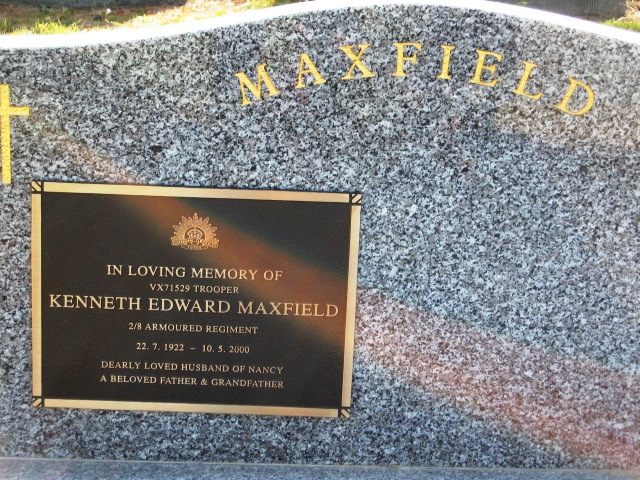 MAXFIELD
IN LOVING MEMORY OF
VX71529 TROOPER
KENNETH EDWARD MAXFIELD
2/8 ARMOURED REGIMENT
22. 7. 1922 – 10. 5. 2000
DEARLY LOVED HUSBAND OF NANCY
A BELOVED FATHER & GRANDFATHER